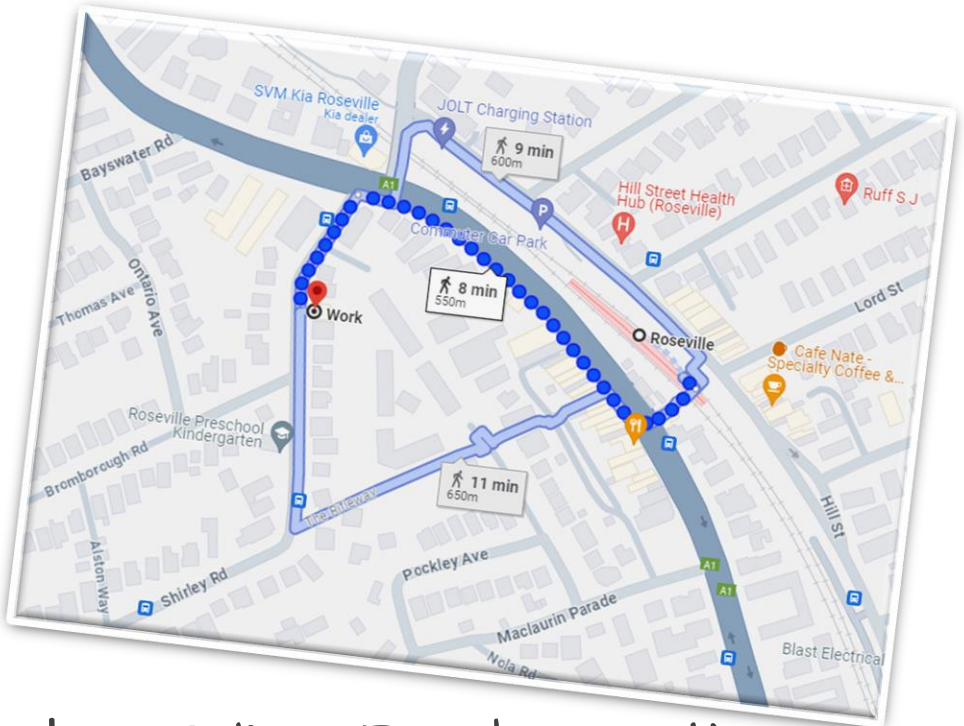 SVM Kia Roseville
Kia dealer
JOLT Charging Station
9 min
600m
Bayswater Rd
A1
Hill Street Health
Hub (Roseville)
Ruff S J
Commuter Car Park
8 min
550m
Ontario Ave
Thomas Ave
Work
Roseville
Lord St
Cafe Nate -
Specialty Coffee &...
Roseville Preschool
Kindergarten
Bromborough Rd
11 min
650m
The Rifleway
Hill St
Alston Way
Shirley Rd
Pockley Ave
A1
A1
Maclaurin Parade
Nola Rd
Blast Electrical